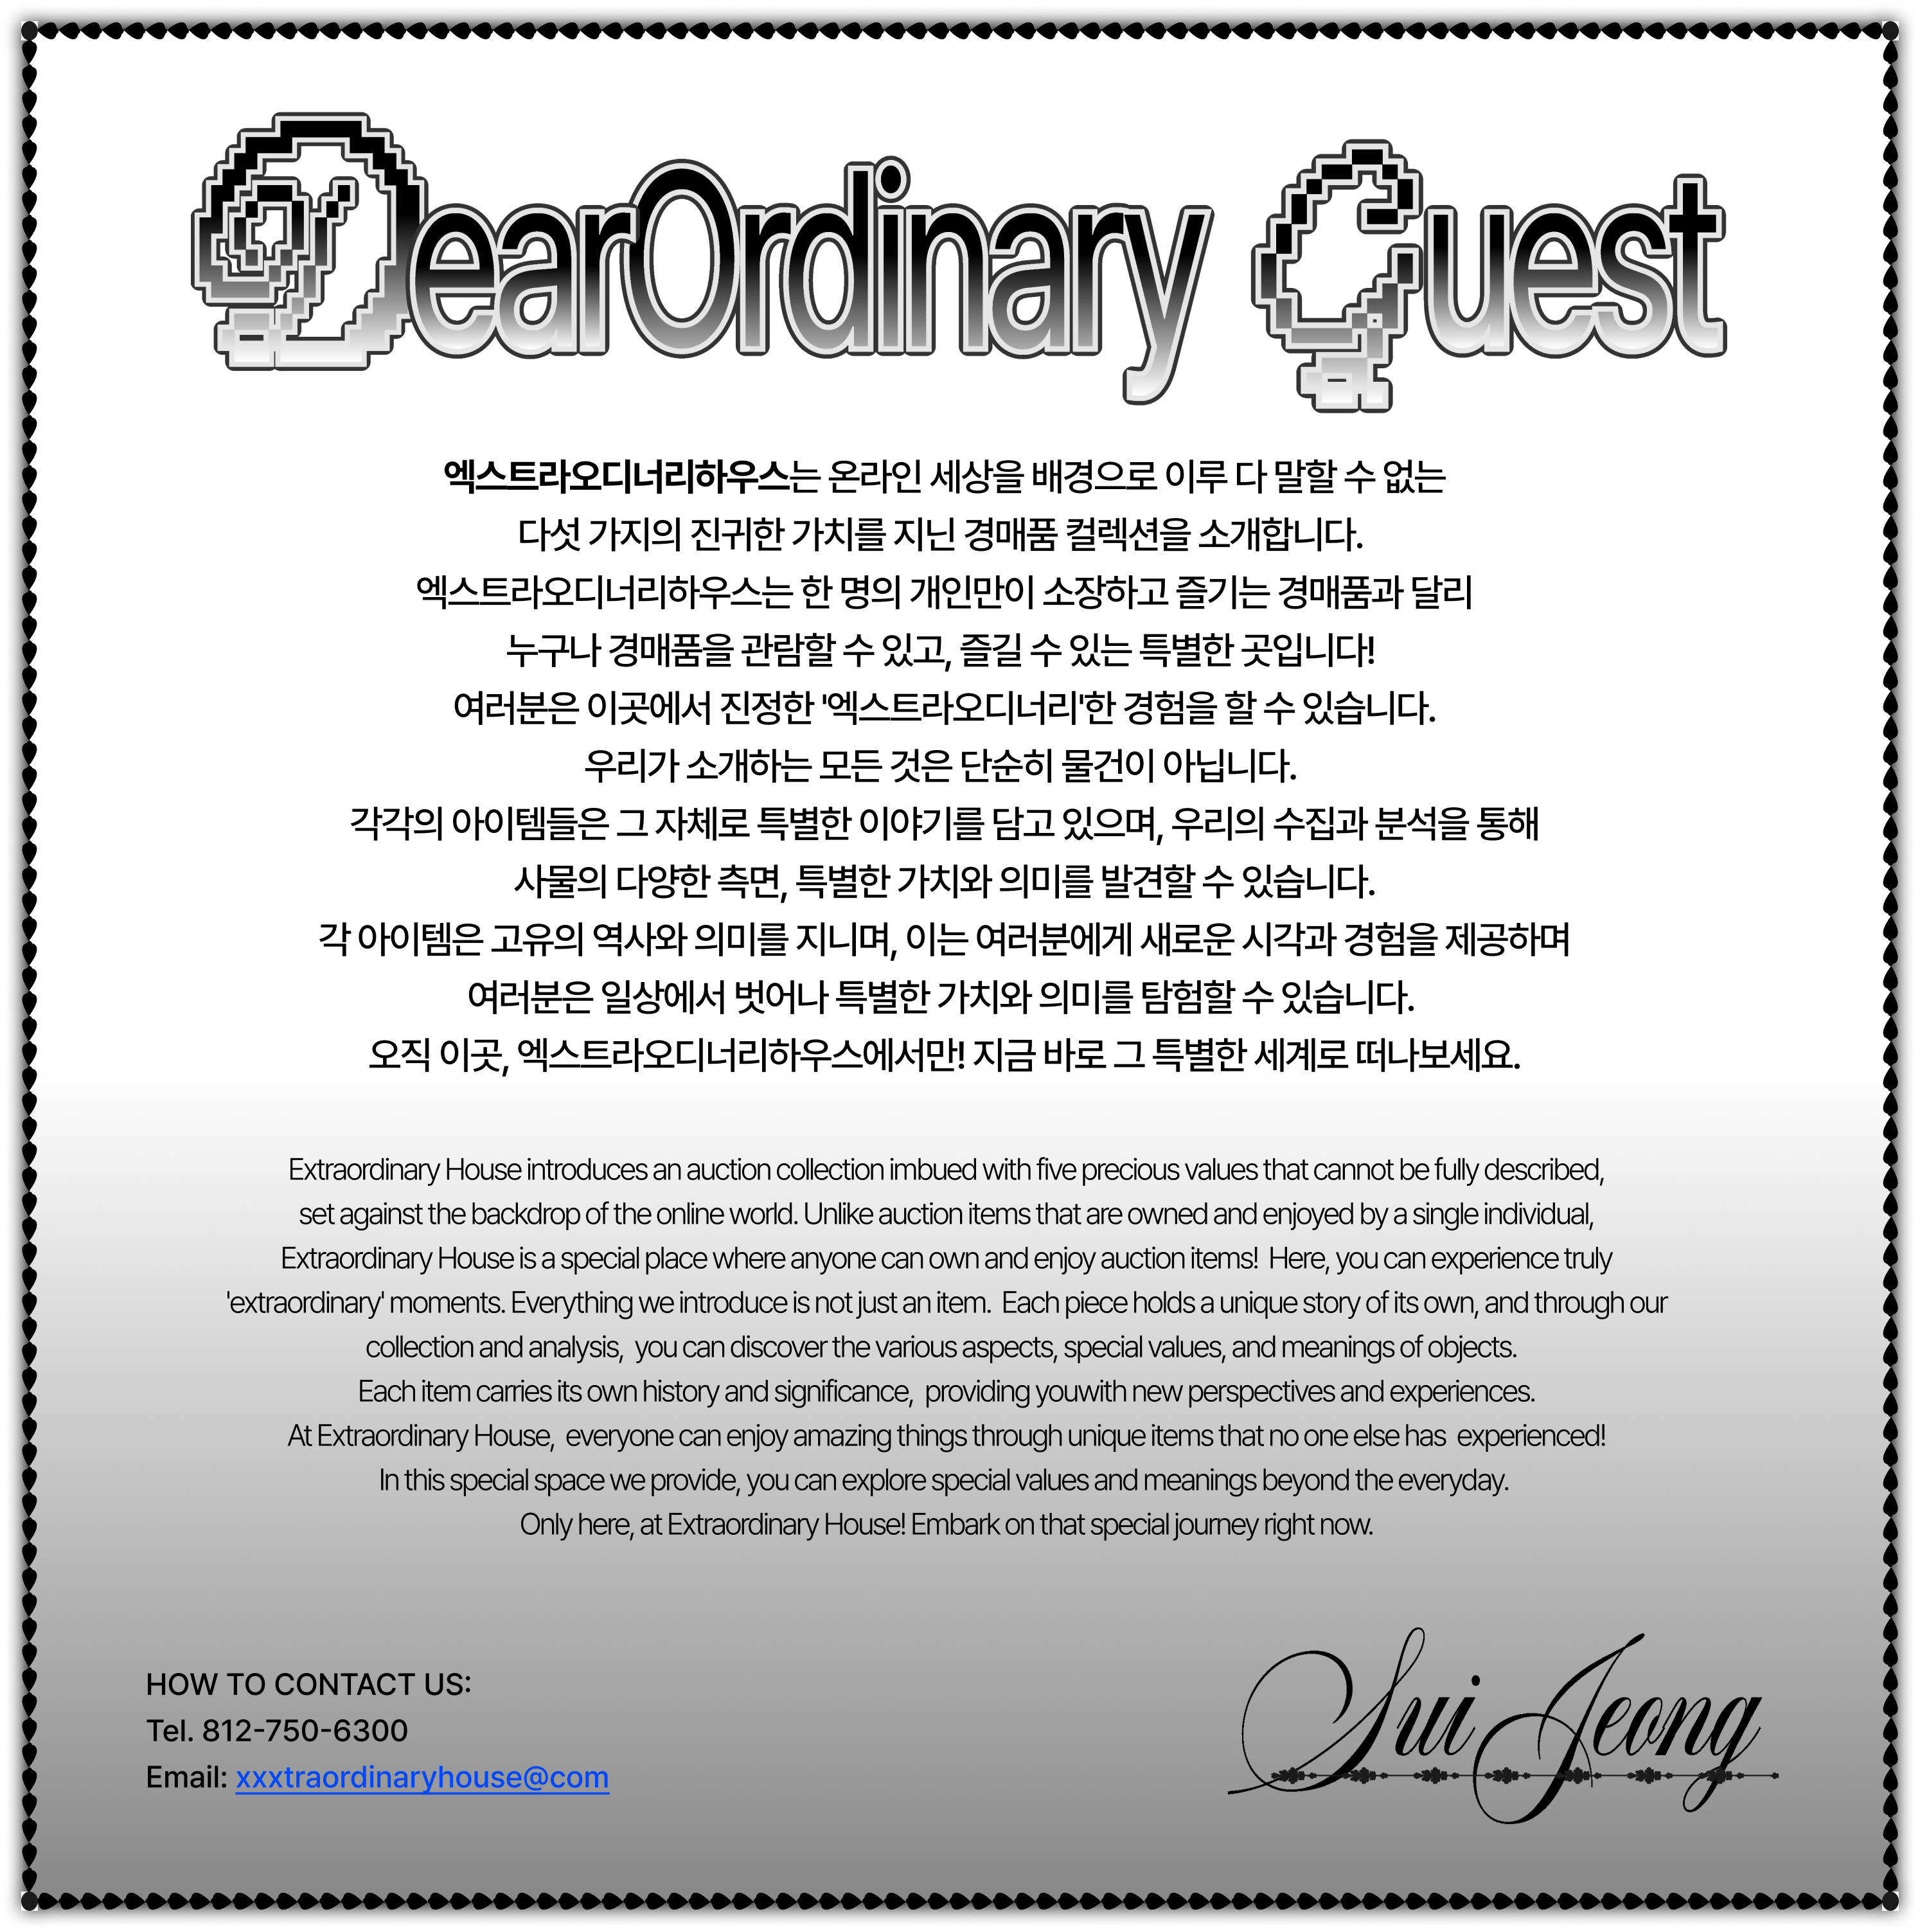 DearOrdinary Guest
엑스트라오디너리하우스는 온라인 세상을 배경으로 이루 다 말할 수 없는
다섯 가지의 진귀한 가치를 지닌 경매품 컬렉션을 소개합니다.
엑스트라오디너리하우스는 한 명의 개인만이 소장하고 즐기는 경매품과 달리
누구나 경매품을 관람할 수 있고, 즐길 수 있는 특별한 곳입니다!
여러분은 이곳에서 진정한 '엑스트라오디너리'한 경험을 할 수 있습니다.
우리가 소개하는 모든 것은 단순히 물건이 아닙니다.
각각의 아이템들은 그 자체로 특별한 이야기를 담고 있으며, 우리의 수집과 분석을 통해
사물의 다양한 측면, 특별한 가치와 의미를 발견할 수 있습니다.
각 아이템은 고유의 역사와 의미를 지니며, 이는 여러분에게 새로운 시각과 경험을 제공하며
여러분은 일상에서 벗어나 특별한 가치와 의미를 탐험할 수 있습니다.
오직 이곳, 엑스트라오디너리하우스에서만! 지금 바로 그 특별한 세계로 떠나보세요.
Extraordinary House introduces an auction collection imbued with five precious values that cannot be fully described,
set against the backdrop of the online world. Unlike auction items that are owned and enjoyed by a single individual,
Extraordinary House is a special place where anyone can own and enjoy auction items! Here, you can experience truly
'extraordinary' moments. Everything we introduce is not just an item. Each piece holds a unique story of its own, and through our
collection and analysis, you can discover the various aspects, special values, and meanings of objects.
Each item carries its own history and significance, providing youwith new perspectives and experiences.
At Extraordinary House, everyone can enjoy amazing things through unique items that no one else has experienced!
In this special space we provide, you can explore special values and meanings beyond the everyday.
Only here, at Extraordinary House! Embark on that special journey right now.
HOW TO CONTACT US:
Tel. 812-750-6300
Email: xxxtraordinaryhouse@com
Sui Jeong